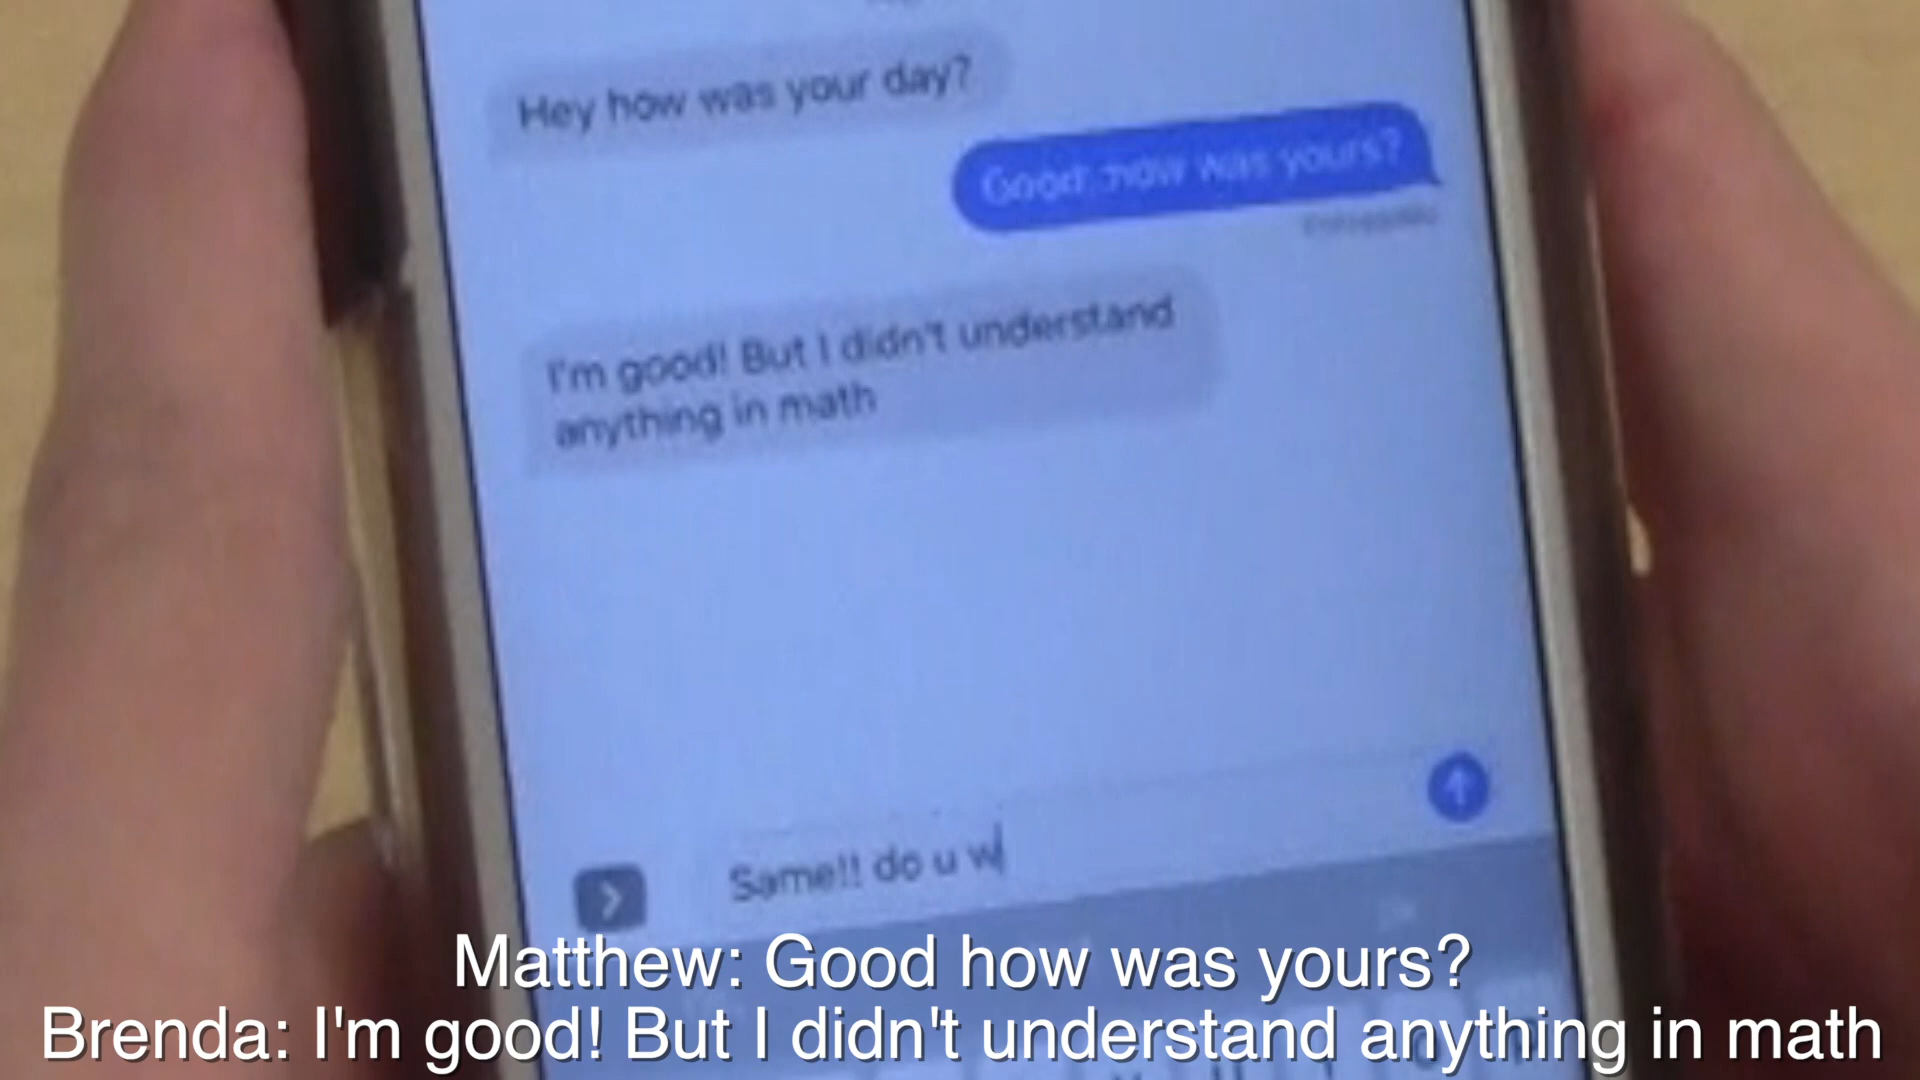 Hey how was your day?
Good how was yours?
I'm good! But I didn't understand
anything in math
Same!! do u w
Matthew: Good how was yours?
Brenda: I'm good! But I didn't understand anything in math